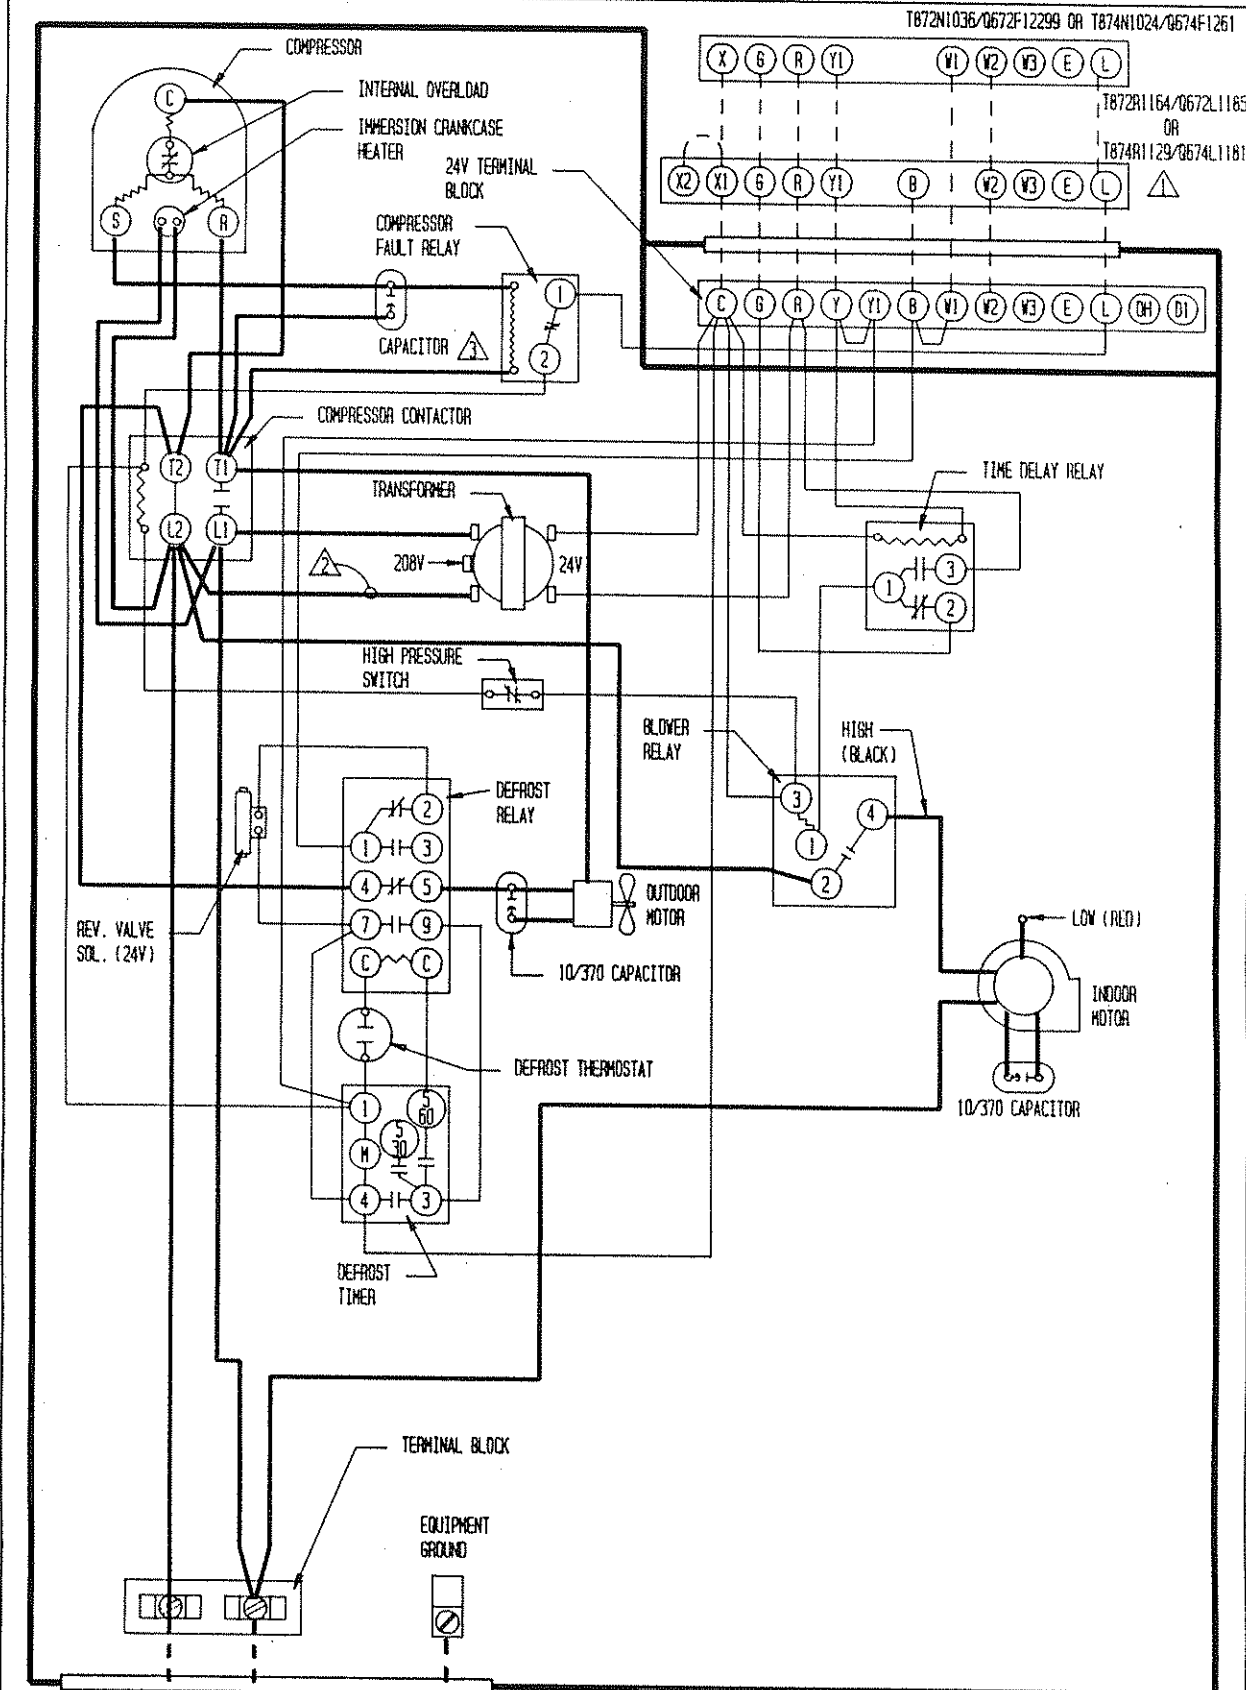 T872N1036/Q672F12299 OR T874N1024/Q674F1261
X G R Y1 W1 W2 W3 E L
T872R1164/Q672L1185
OR
T874R1129/Q674L1181
1
X2 X1 G R Y1 B W2 W3 E L
COMPRESSOR
INTERNAL OVERLOAD
IMMERSION CRANKCASE
HEATER
24V TERMINAL
BLOCK
C
S R
COMPRESSOR
FAULT RELAY
1
2
C G R Y Y1 B W1 W2 W3 E L DH D1
CAPACITOR 3
COMPRESSOR CONTACTOR
T2 T1
L2 L1
TRANSFORMER
2
208V
24V
TIME DELAY RELAY
3
1
2
HIGH PRESSURE
SWITCH
BLOWER
RELAY
HIGH
(BLACK)
3
4
1
2
DEFROST
RELAY
2
1 3
4 5
7 9
C C
REV. VALVE
SOL. (24V)
OUTDOOR
MOTOR
10/370 CAPACITOR
LOW (RED)
INDOOR
MOTOR
10/370 CAPACITOR
DEFROST THERMOSTAT
1
5
60
5
30
M
4 3
DEFROST
TIMER
TERMINAL BLOCK
EQUIPMENT
GROUND